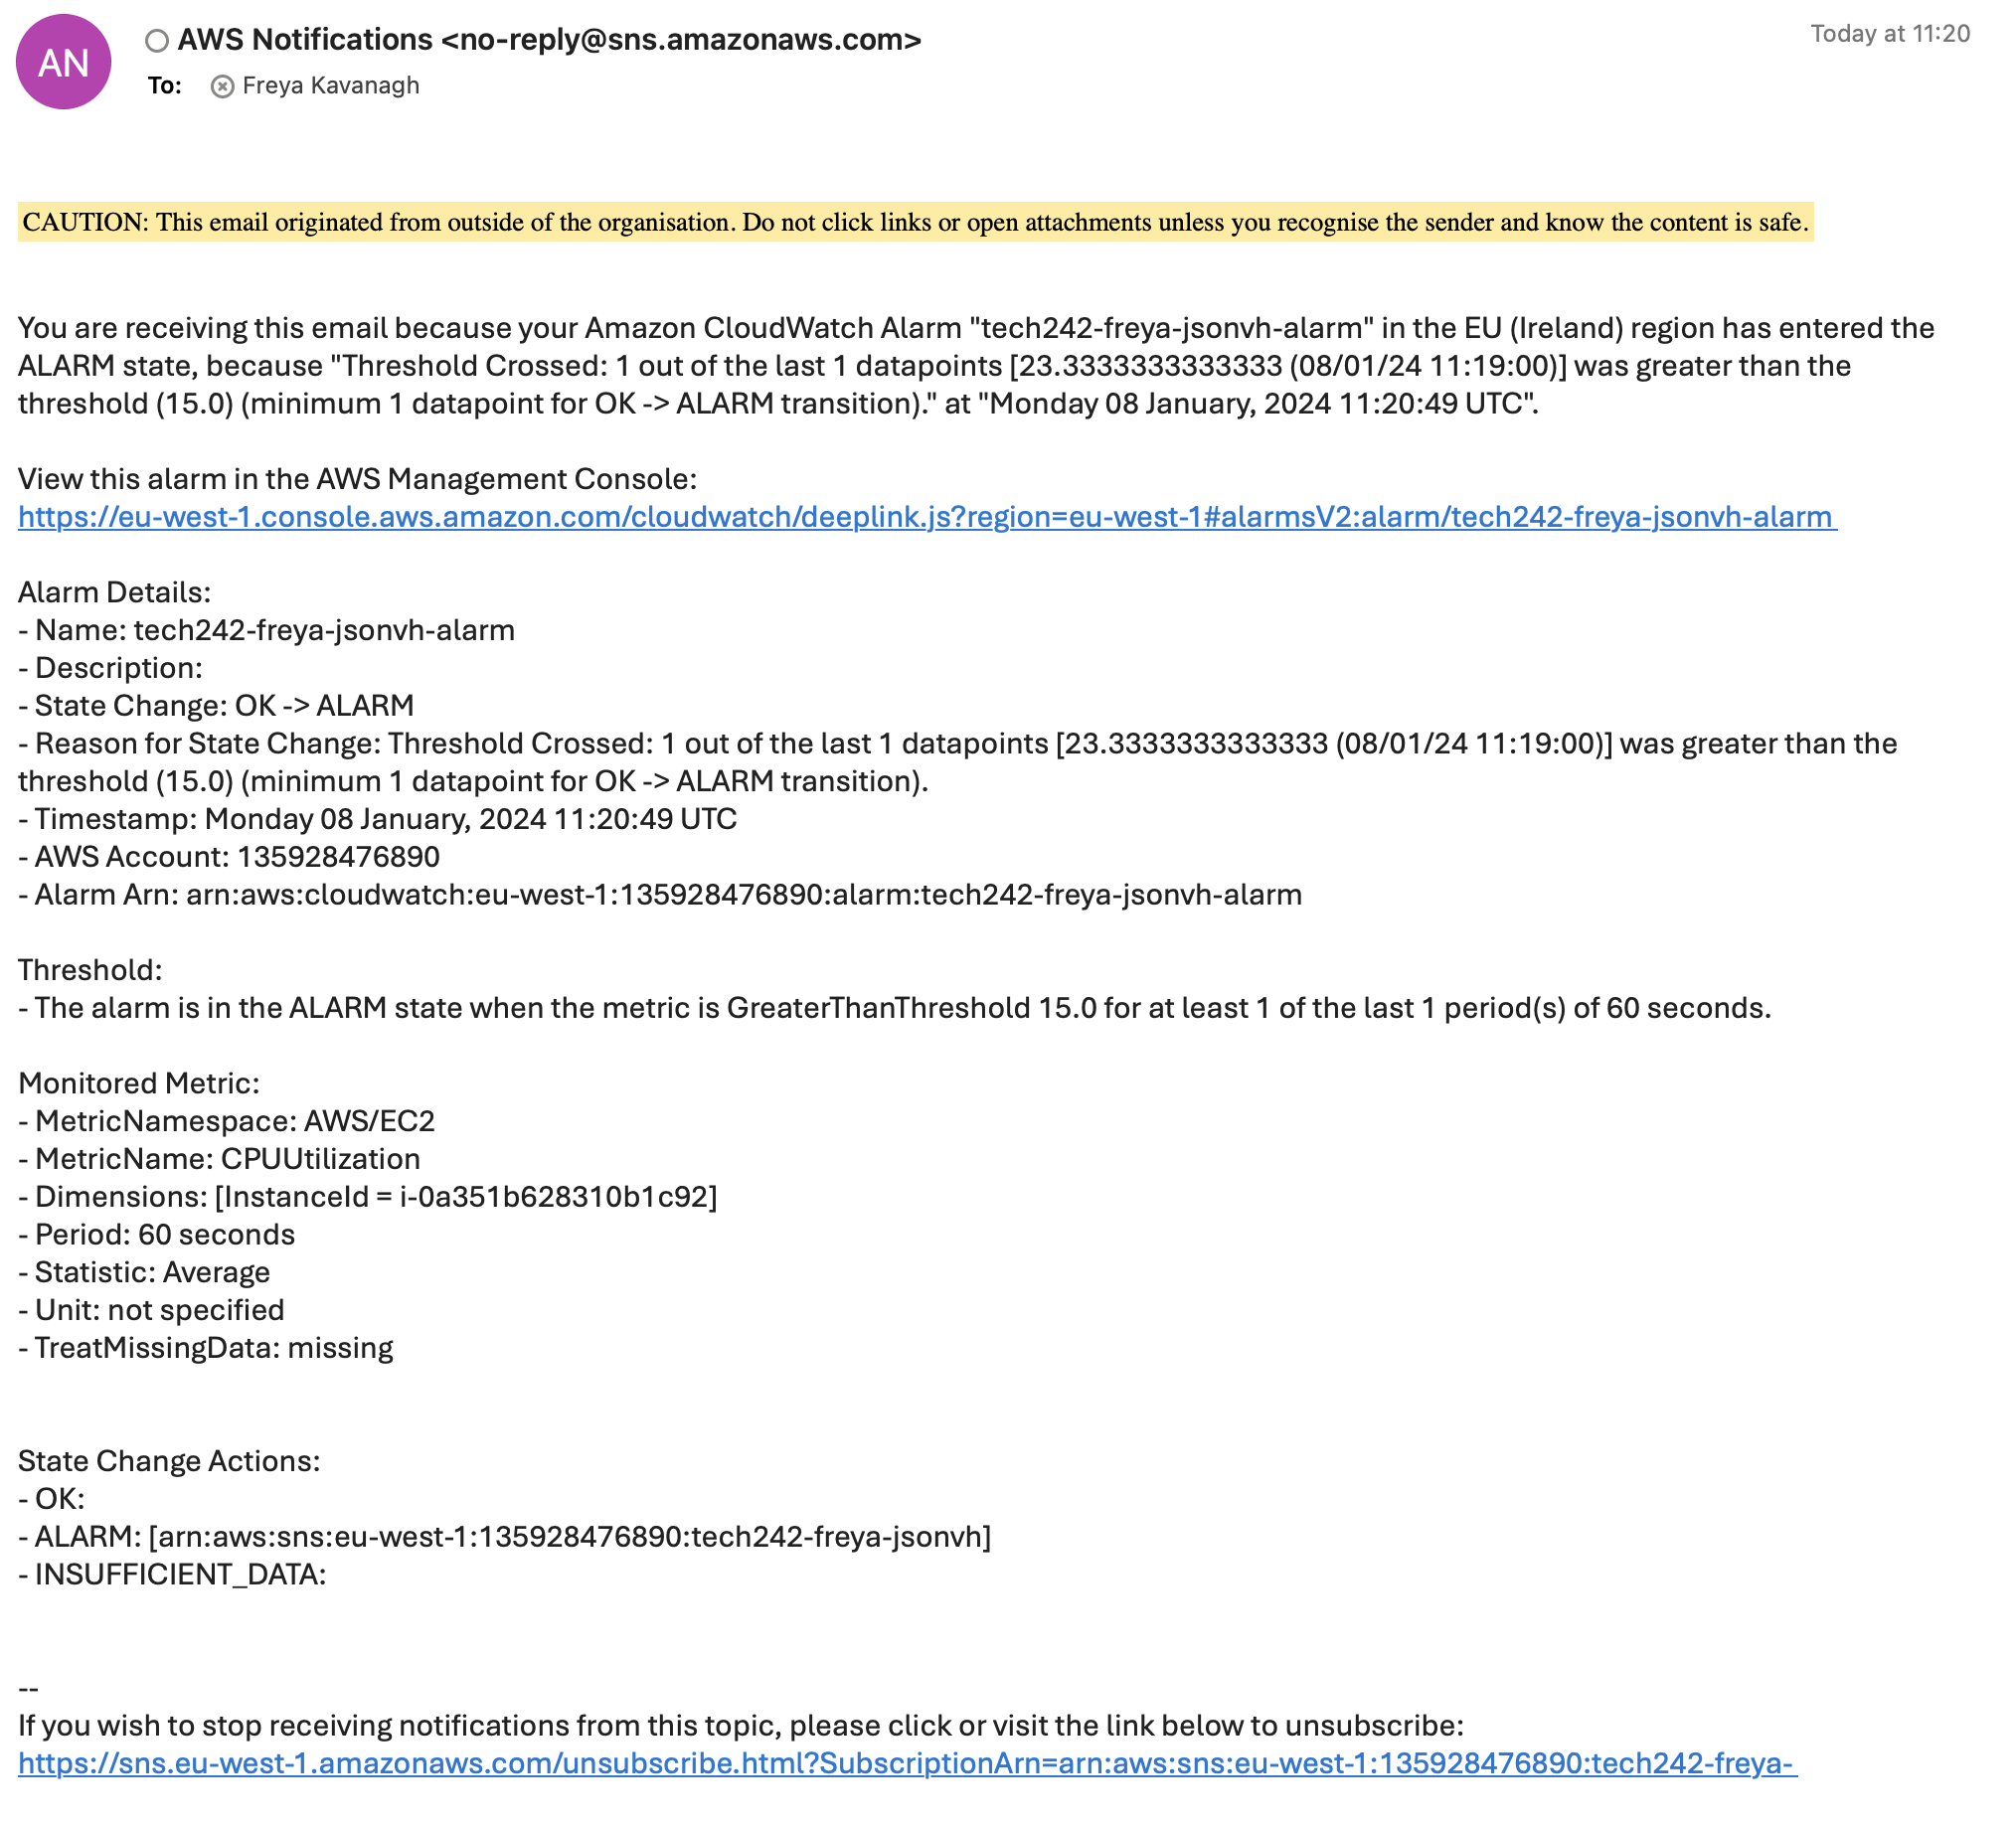 AN
AWS Notifications <no-reply@sns.amazonaws.com>
Today at 11:20
To: Freya Kavanagh
CAUTION: This email originated from outside of the organisation. Do not click links or open attachments unless you recognise the sender and know the content is safe.
You are receiving this email because your Amazon CloudWatch Alarm "tech242-freya-jsonvh-alarm" in the EU (Ireland) region has entered the
ALARM state, because "Threshold Crossed: 1 out of the last 1 datapoints [23.3333333333333 (08/01/24 11:19:00)] was greater than the
threshold (15.0) (minimum 1 datapoint for OK -> ALARM transition)." at "Monday 08 January, 2024 11:20:49 UTC".
View this alarm in the AWS Management Console:
https://eu-west-1.console.aws.amazon.com/cloudwatch/deeplink.js?region=eu-west-1#alarmsV2:alarm/tech242-freya-jsonvh-alarm
Alarm Details:
- Name: tech242-freya-jsonvh-alarm
- Description:
- State Change: OK -> ALARM
- Reason for State Change: Threshold Crossed: 1 out of the last 1 datapoints [23.3333333333333 (08/01/24 11:19:00)] was greater than the
threshold (15.0) (minimum 1 datapoint for OK -> ALARM transition).
- Timestamp: Monday 08 January, 2024 11:20:49 UTC
- AWS Account: 135928476890
- Alarm Arn: arn:aws:cloudwatch:eu-west-1:135928476890:alarm:tech242-freya-jsonvh-alarm
Threshold:
- The alarm is in the ALARM state when the metric is GreaterThanThreshold 15.0 for at least 1 of the last 1 period(s) of 60 seconds.
Monitored Metric:
- MetricNamespace: AWS/EC2
- MetricName: CPUUtilization
- Dimensions: [InstanceId = i-0a351b628310b1c92]
- Period: 60 seconds
- Statistic: Average
- Unit: not specified
- TreatMissingData: missing
State Change Actions:
- OK:
- ALARM: [arn:aws:sns:eu-west-1:135928476890:tech242-freya-jsonvh]
- INSUFFICIENT_DATA:
--
If you wish to stop receiving notifications from this topic, please click or visit the link below to unsubscribe:
https://sns.eu-west-1.amazonaws.com/unsubscribe.html?SubscriptionArn=arn:aws:sns:eu-west-1:135928476890:tech242-freya-